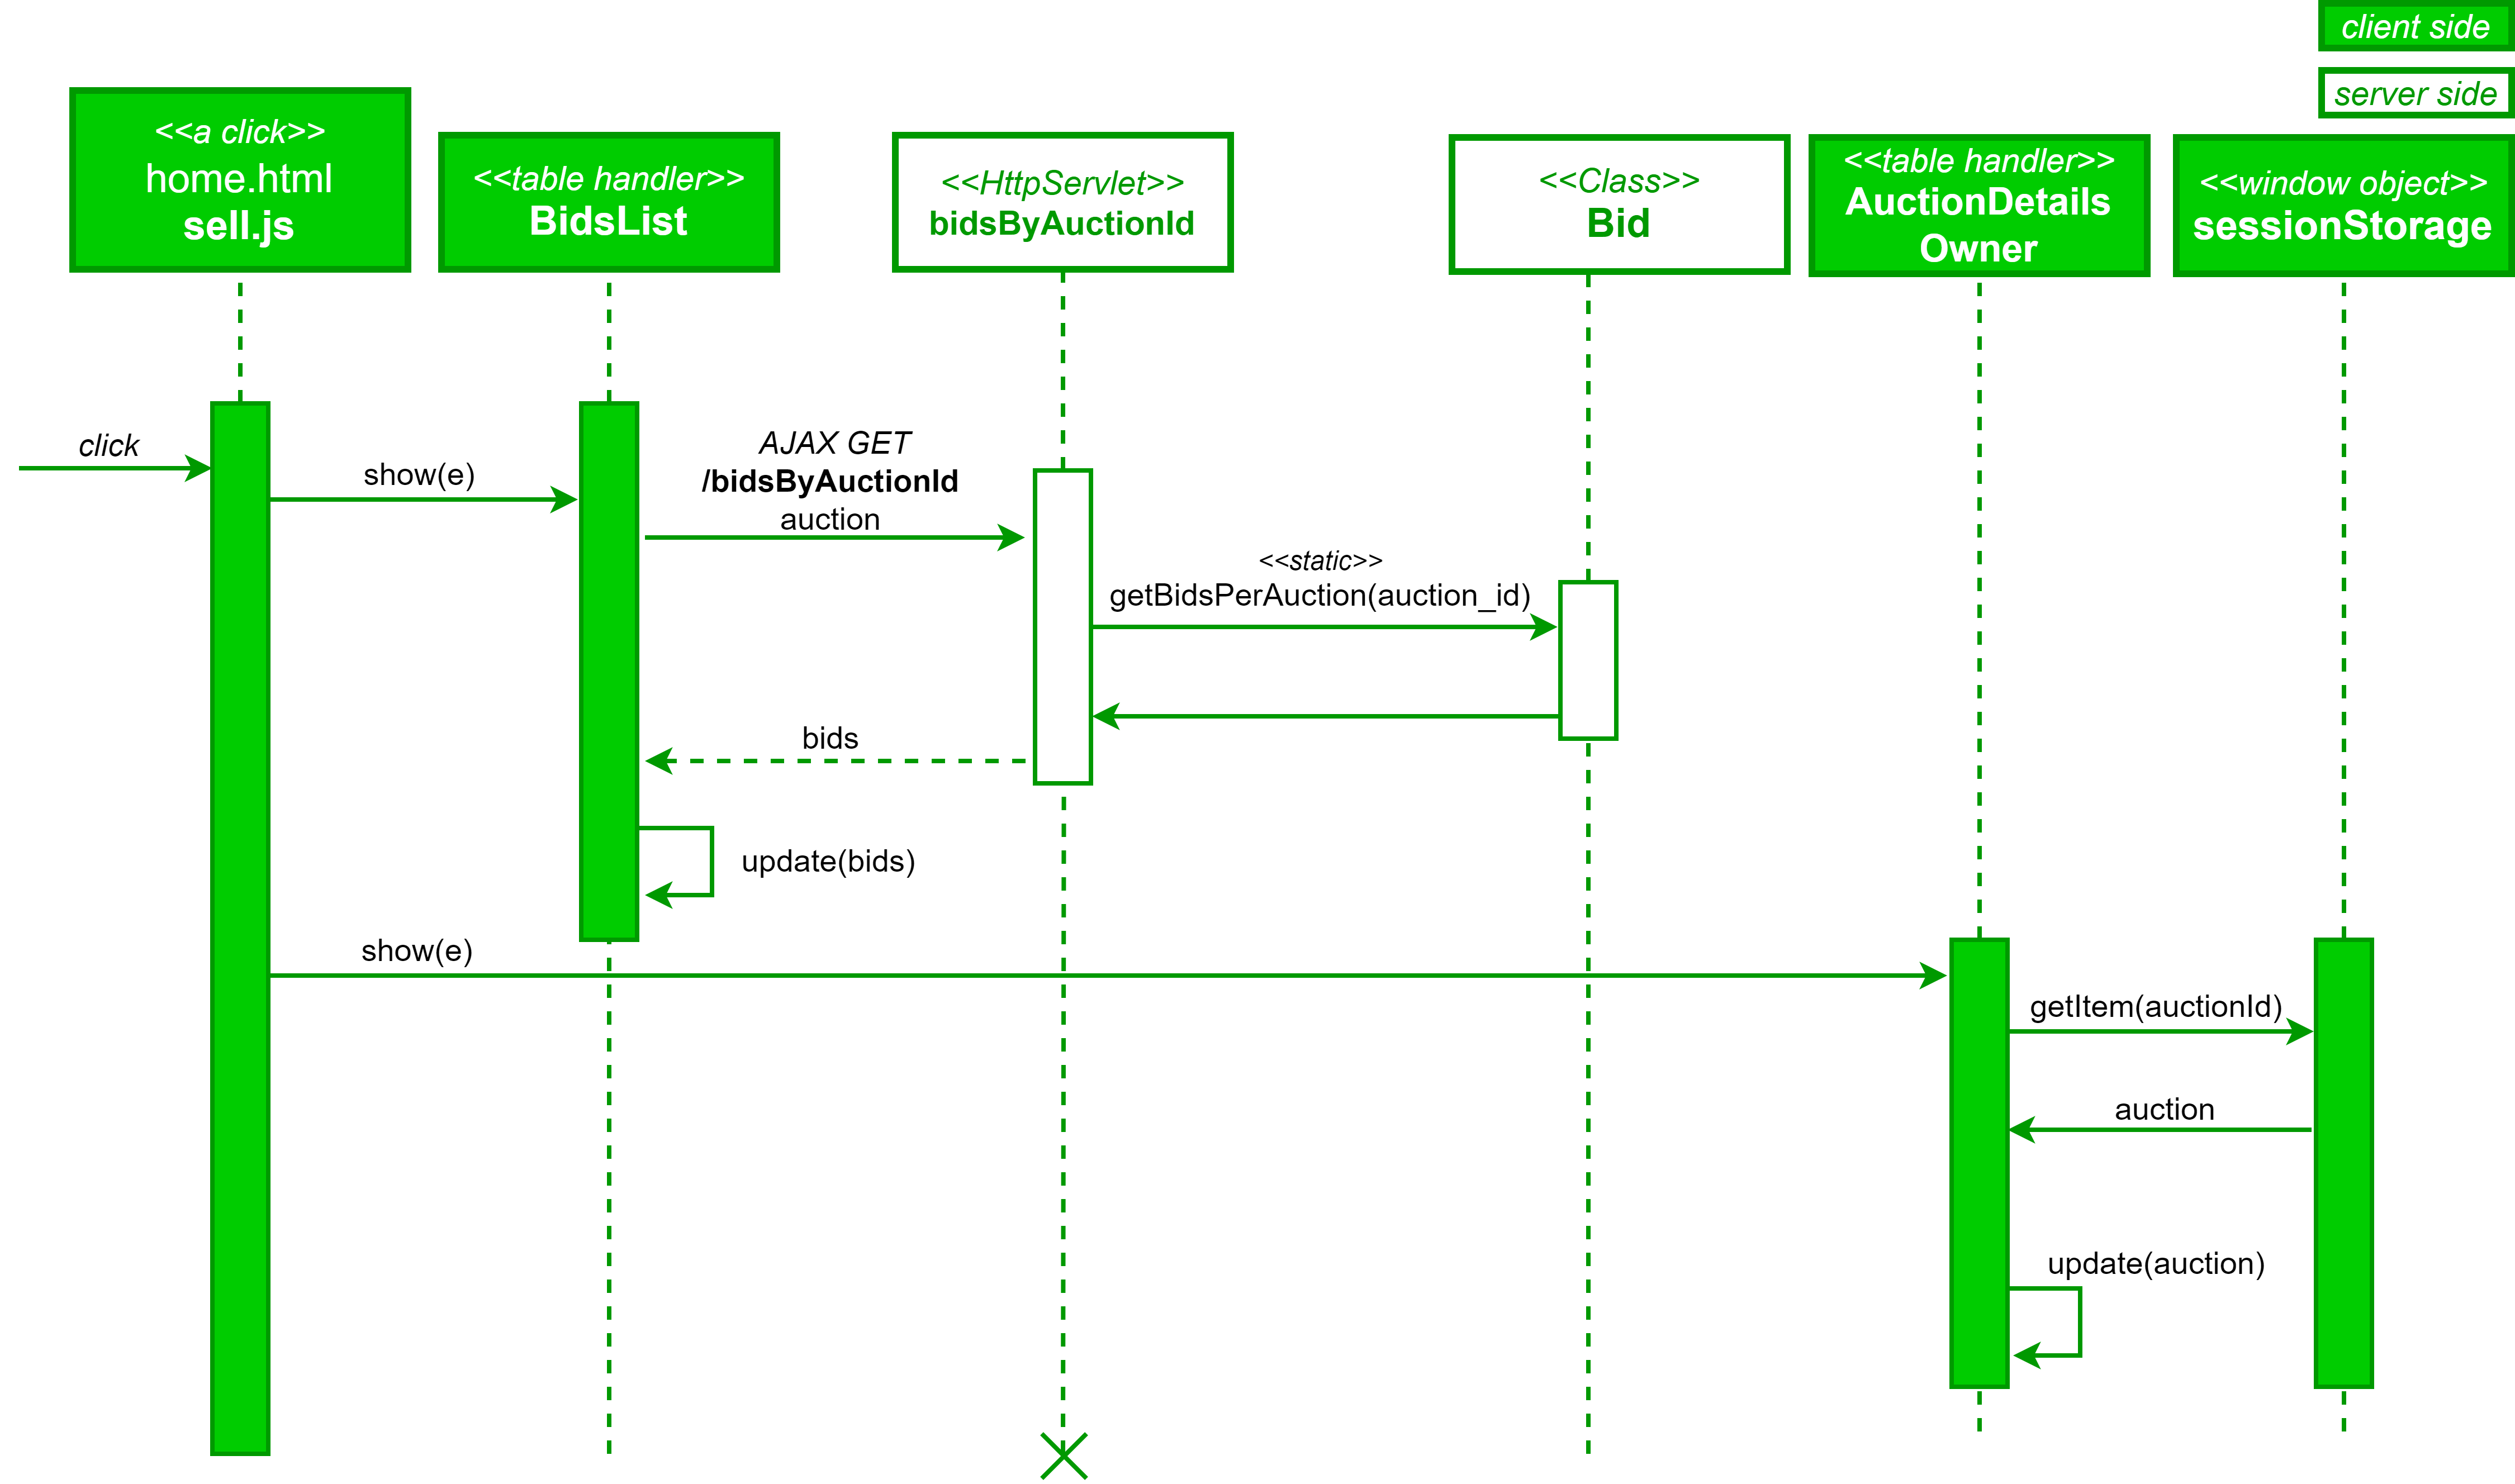 client side
server side
<<a click>>
home.html
sell.js
<<table handler>>
BidsList
<<HttpServlet>>
bidsByAuctionId
<<Class>>
Bid
<<table handler>>
AuctionDetails
Owner
<<window object>>
sessionStorage
click
show(e)
AJAX GET
/bidsByAuctionId
auction
<<static>>
getBidsPerAuction(auction_id)
bids
update(bids)
show(e)
getItem(auctionId)
auction
update(auction)